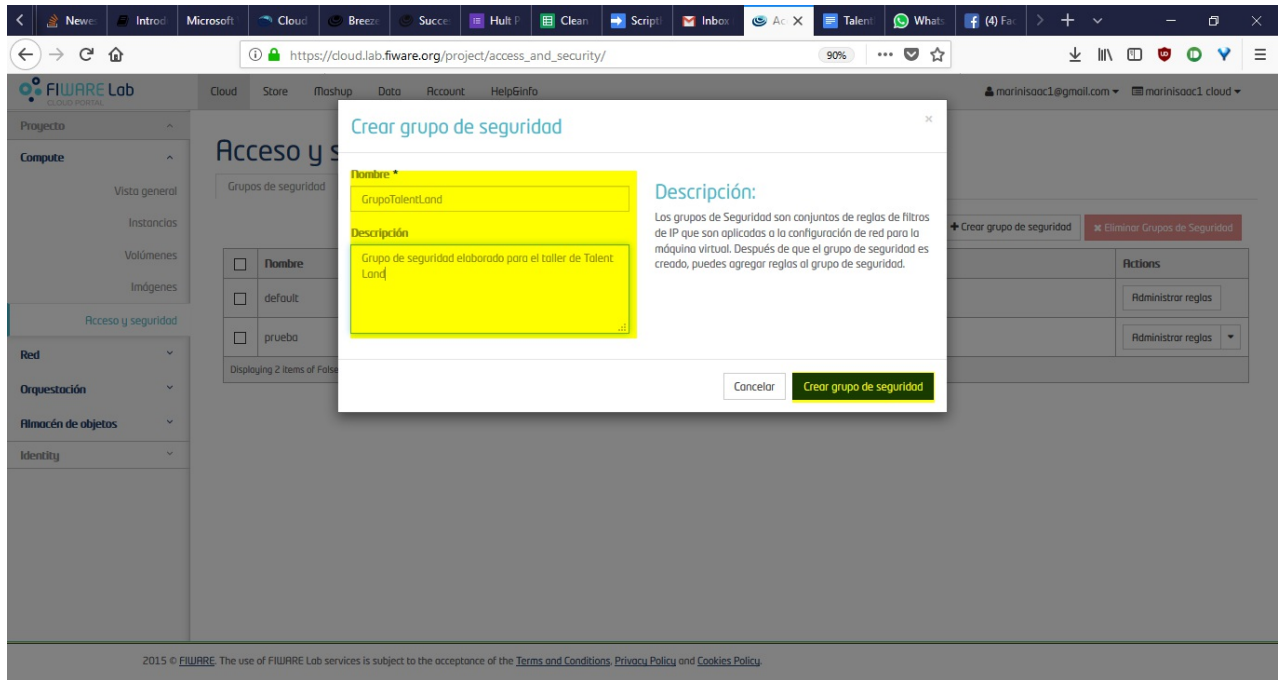 Newes
Introd
Microsoft
Cloud
Breeze
Succe
Hult P
Clean
Scripti
Inbox
Ac
Talent
Whats
(4) Fac
https://cloud.lab.fiware.org/project/access_and_security/
90%
FIWARE Lab
CLOUD PORTAL
Cloud Store Mashup Data Account Help&info
marinisaac1@gmail.com
marinisaac1 cloud
Proyecto
Compute
Vista general
Instancias
Volúmenes
Imágenes
Acceso y seguridad
Red
Orquestación
Almacén de objetos
Identity
Acceso y s
Grupos de seguridad
+ Crear grupo de seguridad
× Eliminar Grupos de Seguridad
Nombre
Actions
default
Administrar reglas
prueba
Administrar reglas
Displaying 2 items of False
Crear grupo de seguridad
×
Nombre *
GrupoTalentLand
Descripción
Grupo de seguridad elaborado para el taller de Talent
Land
Descripción:
Los grupos de Seguridad son conjuntos de reglas de filtros
de IP que son aplicadas a la configuración de red para la
máquina virtual. Después de que el grupo de seguridad es
creado, puedes agregar reglas al grupo de seguridad.
Cancelar
Crear grupo de seguridad
2015 © FIWARE. The use of FIWARE Lab services is subject to the acceptance of the Terms and Conditions, Privacy Policy and Cookies Policy.